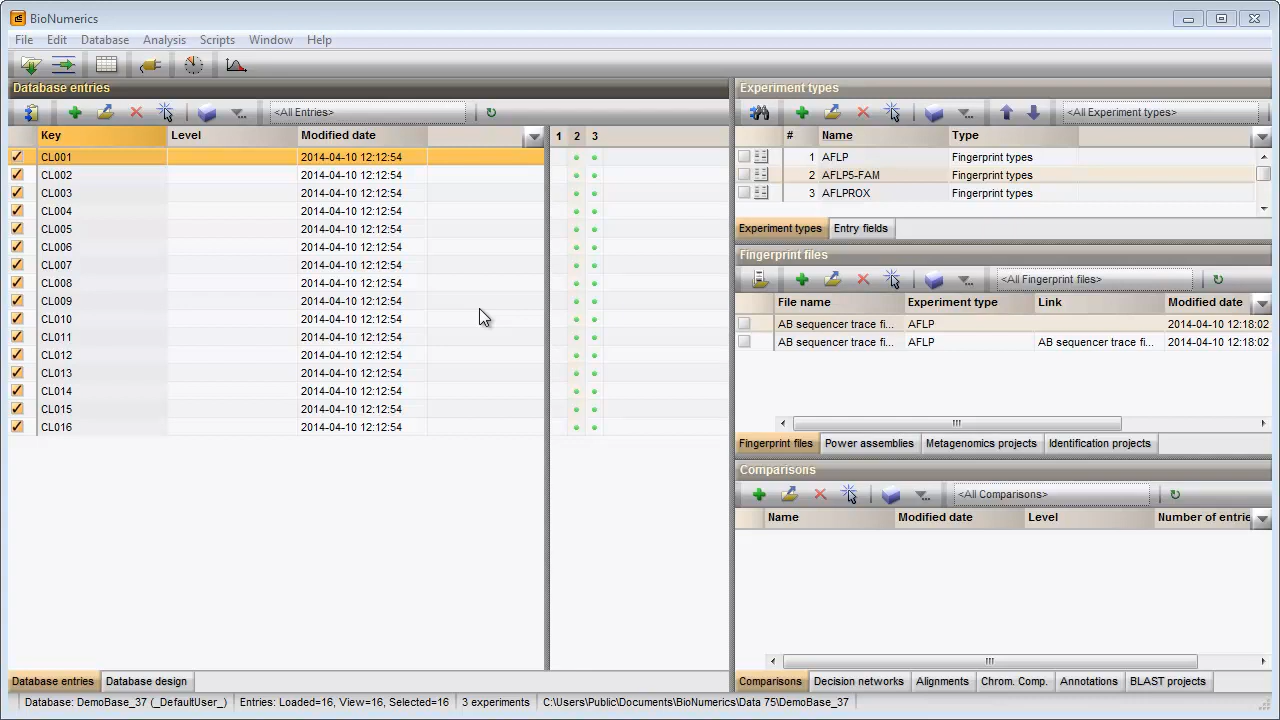 BioNumerics
File Edit Database Analysis Scripts Window Help
Database entries
<All Entries>
Key Level Modified date 1 2 3
CL001 2014-04-10 12:12:54
CL002 2014-04-10 12:12:54
CL003 2014-04-10 12:12:54
CL004 2014-04-10 12:12:54
CL005 2014-04-10 12:12:54
CL006 2014-04-10 12:12:54
CL007 2014-04-10 12:12:54
CL008 2014-04-10 12:12:54
CL009 2014-04-10 12:12:54
CL010 2014-04-10 12:12:54
CL011 2014-04-10 12:12:54
CL012 2014-04-10 12:12:54
CL013 2014-04-10 12:12:54
CL014 2014-04-10 12:12:54
CL015 2014-04-10 12:12:54
CL016 2014-04-10 12:12:54
Database entries Database design
Experiment types
<All Experiment types>
# Name Type
1 AFLP Fingerprint types
2 AFLP5-FAM Fingerprint types
3 AFLPROX Fingerprint types
Experiment types Entry fields
Fingerprint files
<All Fingerprint files>
File name Experiment type Link Modified date
AB sequencer trace fi... AFLP 2014-04-10 12:18:02
AB sequencer trace fi... AFLP AB sequencer trace fi... 2014-04-10 12:18:02
Fingerprint files Power assemblies Metagenomics projects Identification projects
Comparisons
<All Comparisons>
Name Modified date Level Number of entrie
Comparisons Decision networks Alignments Chrom. Comp. Annotations BLAST projects
Database: DemoBase_37 (_DefaultUser_) Entries: Loaded=16, View=16, Selected=16 3 experiments C:\Users\Public\Documents\BioNumerics\Data 75\DemoBase_37